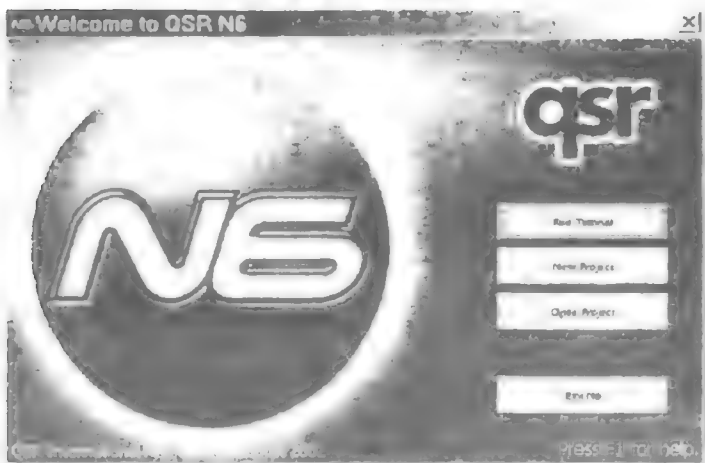 Welcome to QSR N6
N6
qsr
Run Tutorial
New Project
Open Project
Exit N6
Press F1 for help.